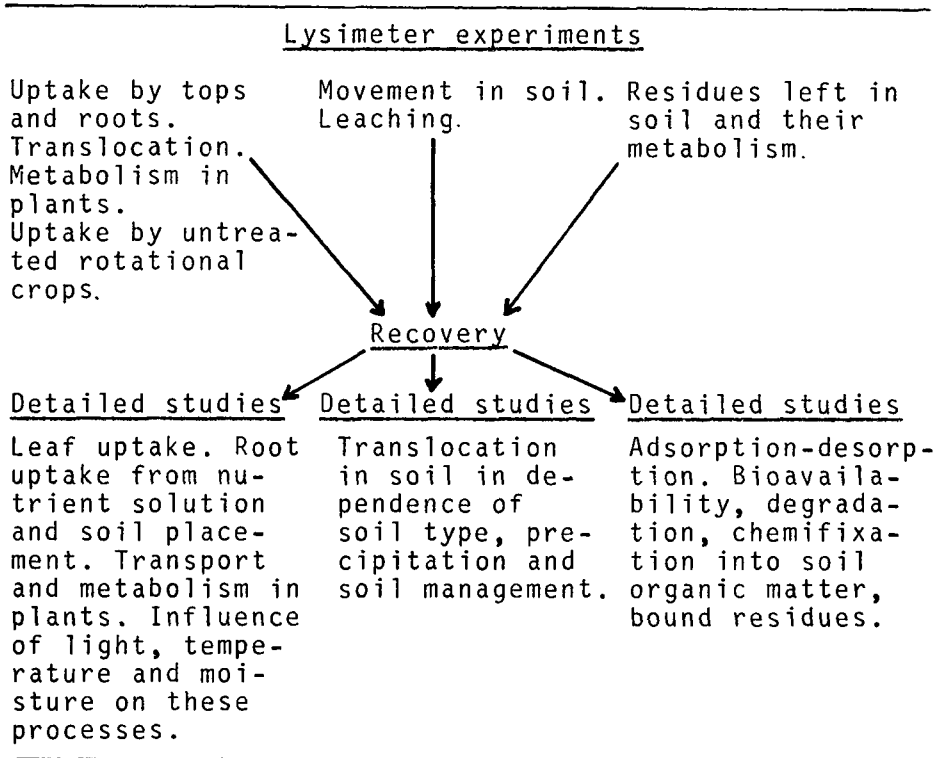 Lysimeter experiments
Uptake by tops
and roots.
Translocation.
Metabolism in
plants.
Uptake by untrea-
ted rotational
crops.
Movement in soil.
Leaching.
Residues left in
soil and their
metabolism.
Recovery
Detailed studies
Leaf uptake. Root
uptake from nu-
trient solution
and soil place-
ment. Transport
and metabolism in
plants. Influence
of light, tempe-
rature and moi-
sture on these
processes.
Detailed studies
Translocation
in soil in de-
pendence of
soil type, pre-
cipitation and
soil management.
Detailed studies
Adsorption-desorp-
tion. Bioavaila-
bility, degrada-
tion, chemifixa-
tion into soil
organic matter,
bound residues.